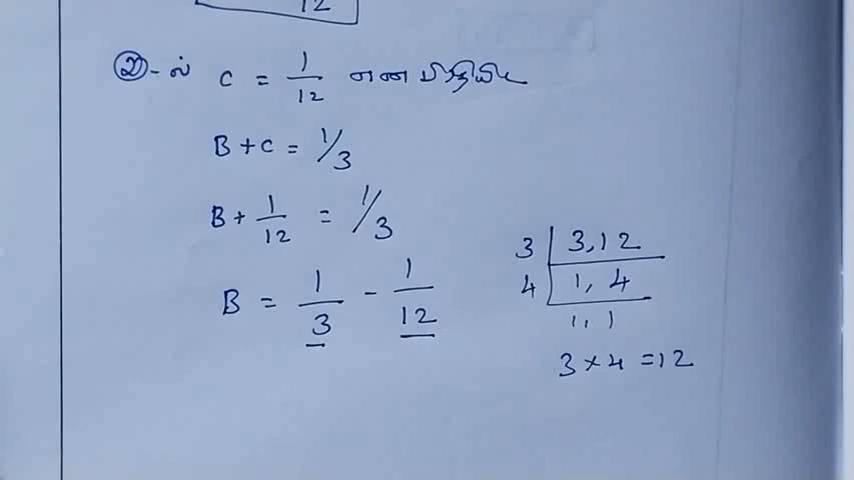 12
②-ல் C = 1/12 என பிரதியிட
B + C = 1/3
B + 1/12 = 1/3
B = 1/3 - 1/12
3 | 3, 12
4 | 1, 4
1, 1
3 × 4 = 12